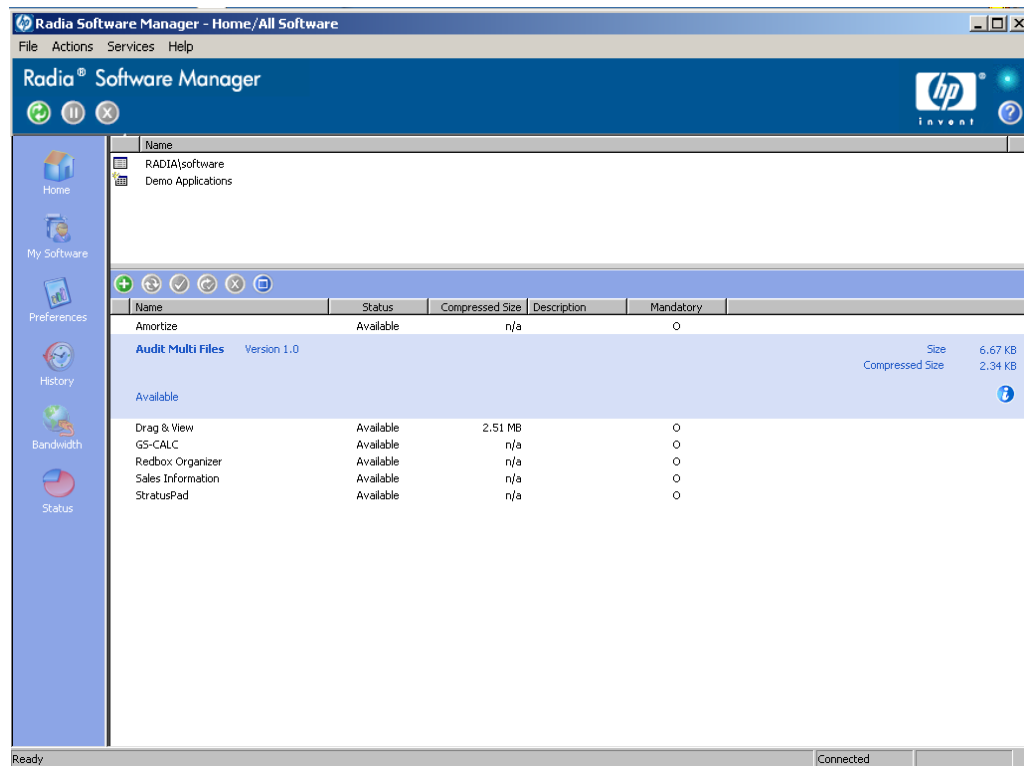 Radia Software Manager - Home/All Software
File Actions Services Help
Radia® Software Manager
hp ®
invent
Home
My Software
Preferences
History
Bandwidth
Status
Name
RADIA\software
Demo Applications
Name Status Compressed Size Description Mandatory
Amortize Available n/a O
Audit Multi Files Version 1.0 Size 6.67 KB
Compressed Size 2.34 KB
Available
Drag & View Available 2.51 MB O
GS-CALC Available n/a O
Redbox Organizer Available n/a O
Sales Information Available n/a O
StratusPad Available n/a O
Ready Connected